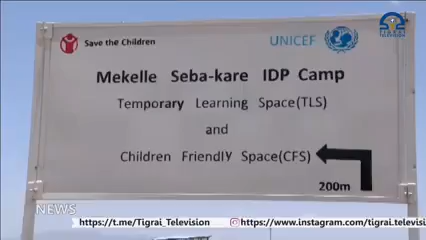 Save the Children
UNICEF
TIGRAI
TELEVISION
Mekelle Seba-kare IDP Camp
Temporary Learning Space(TLS)
and
Children Friendly Space(CFS)
200m
NEWS
https://t.me/Tigrai_Television
https://www.instagram.com/tigrai.televisio